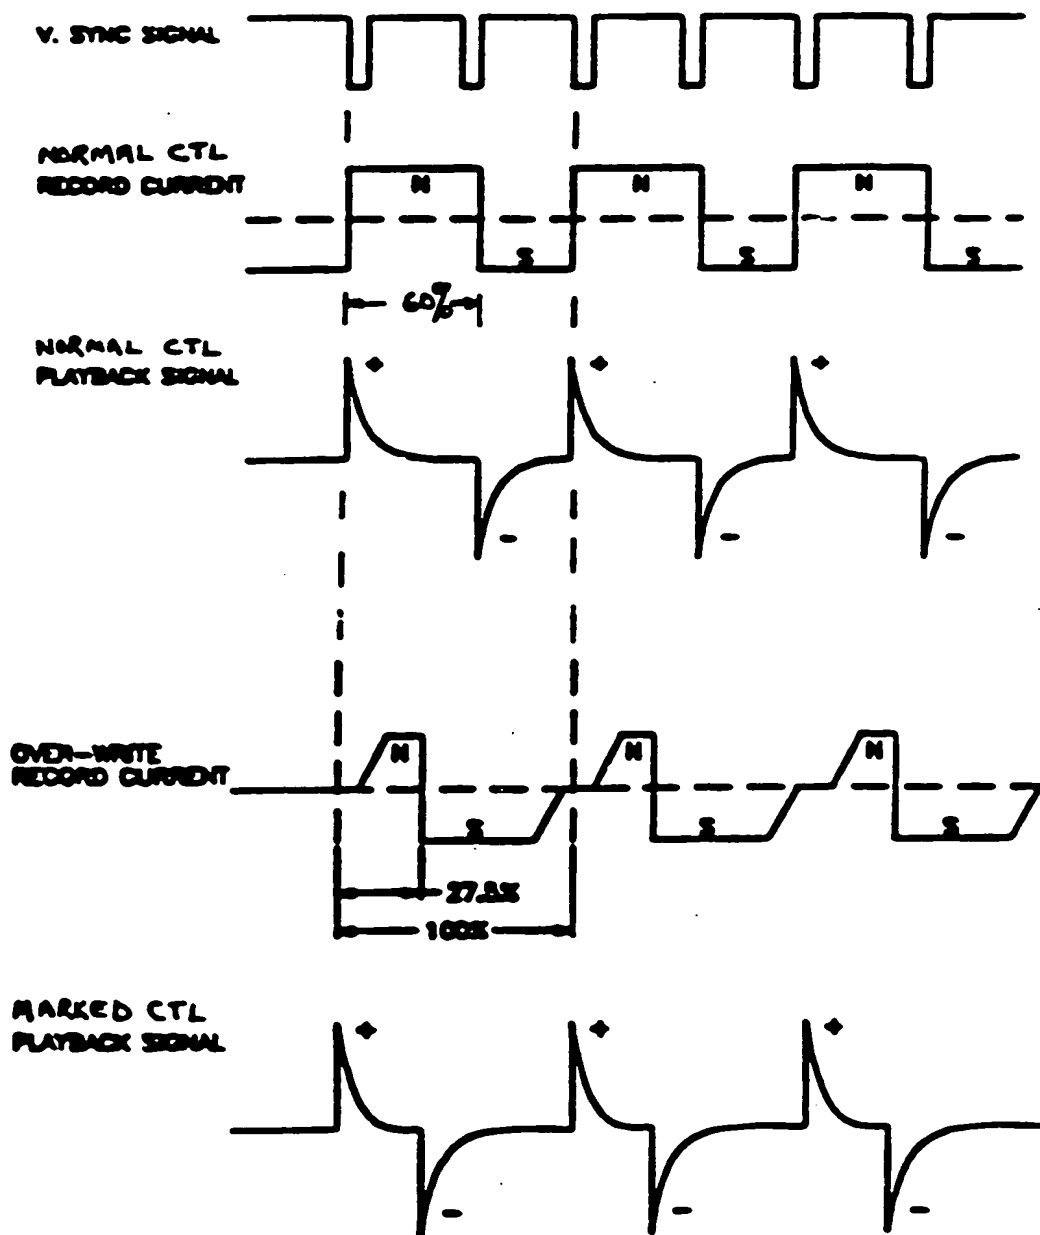 V. SYNC SIGNAL
NORMAL CTL
RECORD CURRENT
N N N
S S S
60%
NORMAL CTL
PLAYBACK SIGNAL
+ + +
- - -
OVER-WRITE
RECORD CURRENT
N N N
S S S
27.5%
100%
MARKED CTL
PLAYBACK SIGNAL
+ + +
- - -